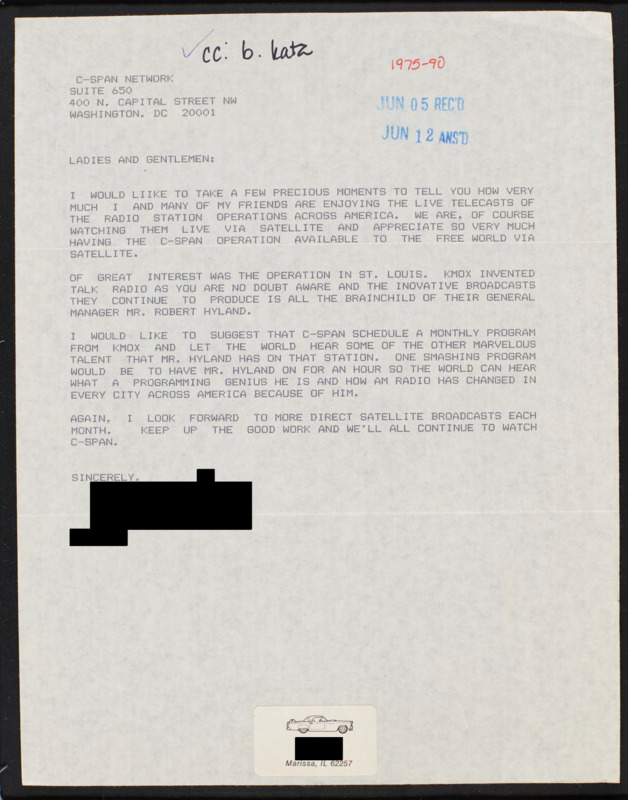 cc: b. katz
1975-90
C-SPAN NETWORK
SUITE 650
400 N. CAPITAL STREET NW
WASHINGTON, DC 20001
JUN 05 REC'D
JUN 12 ANS'D
LADIES AND GENTLEMEN:
I WOULD LIIKE TO TAKE A FEW PRECIOUS MOMENTS TO TELL YOU HOW VERY
MUCH I AND MANY OF MY FRIENDS ARE ENJOYING THE LIVE TELECASTS OF
THE RADIO STATION OPERATIONS ACROSS AMERICA. WE ARE, OF COURSE
WATCHING THEM LIVE VIA SATELLITE AND APPRECIATE SO VERY MUCH
HAVING THE C-SPAN OPERATION AVAILABLE TO THE FREE WORLD VIA
SATELLITE.
OF GREAT INTEREST WAS THE OPERATION IN ST. LOUIS. KMOX INVENTED
TALK RADIO AS YOU ARE NO DOUBT AWARE AND THE INOVATIVE BROADCASTS
THEY CONTINUE TO PRODUCE IS ALL THE BRAINCHILD OF THEIR GENERAL
MANAGER MR. ROBERT HYLAND.
I WOULD LIKE TO SUGGEST THAT C-SPAN SCHEDULE A MONTHLY PROGRAM
FROM KMOX AND LET THE WORLD HEAR SOME OF THE OTHER MARVELOUS
TALENT THAT MR. HYLAND HAS ON THAT STATION. ONE SMASHING PROGRAM
WOULD BE TO HAVE MR. HYLAND ON FOR AN HOUR SO THE WORLD CAN HEAR
WHAT A PROGRAMMING GENIUS HE IS AND HOW AM RADIO HAS CHANGED IN
EVERY CITY ACROSS AMERICA BECAUSE OF HIM.
AGAIN, I LOOK FORWARD TO MORE DIRECT SATELLITE BROADCASTS EACH
MONTH. KEEP UP THE GOOD WORK AND WE'LL ALL CONTINUE TO WATCH
C-SPAN.
SINCERELY,
Marissa, IL 62257